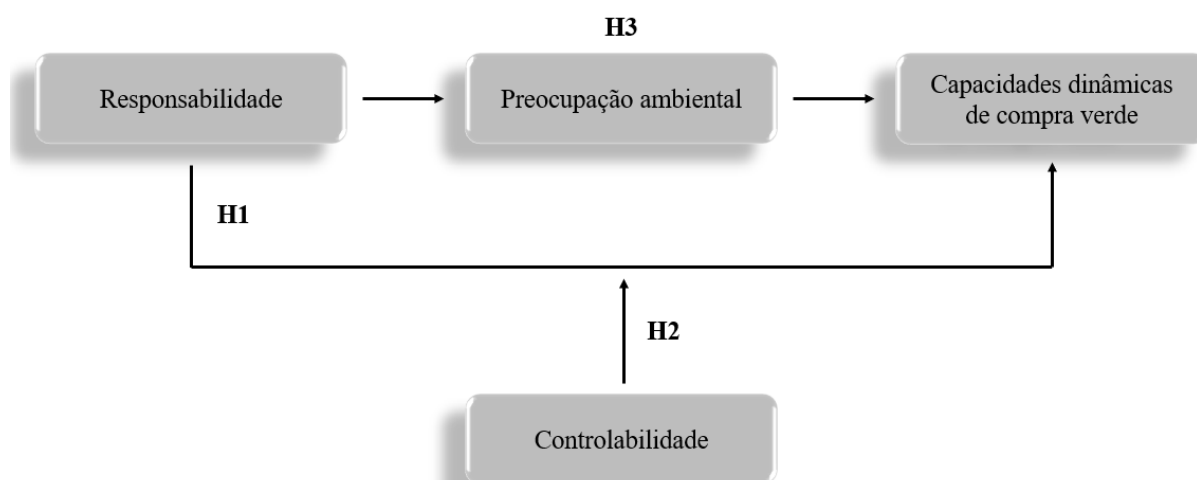 H3
Responsabilidade
Preocupação ambiental
Capacidades dinâmicas
de compra verde
H1
H2
Controlabilidade